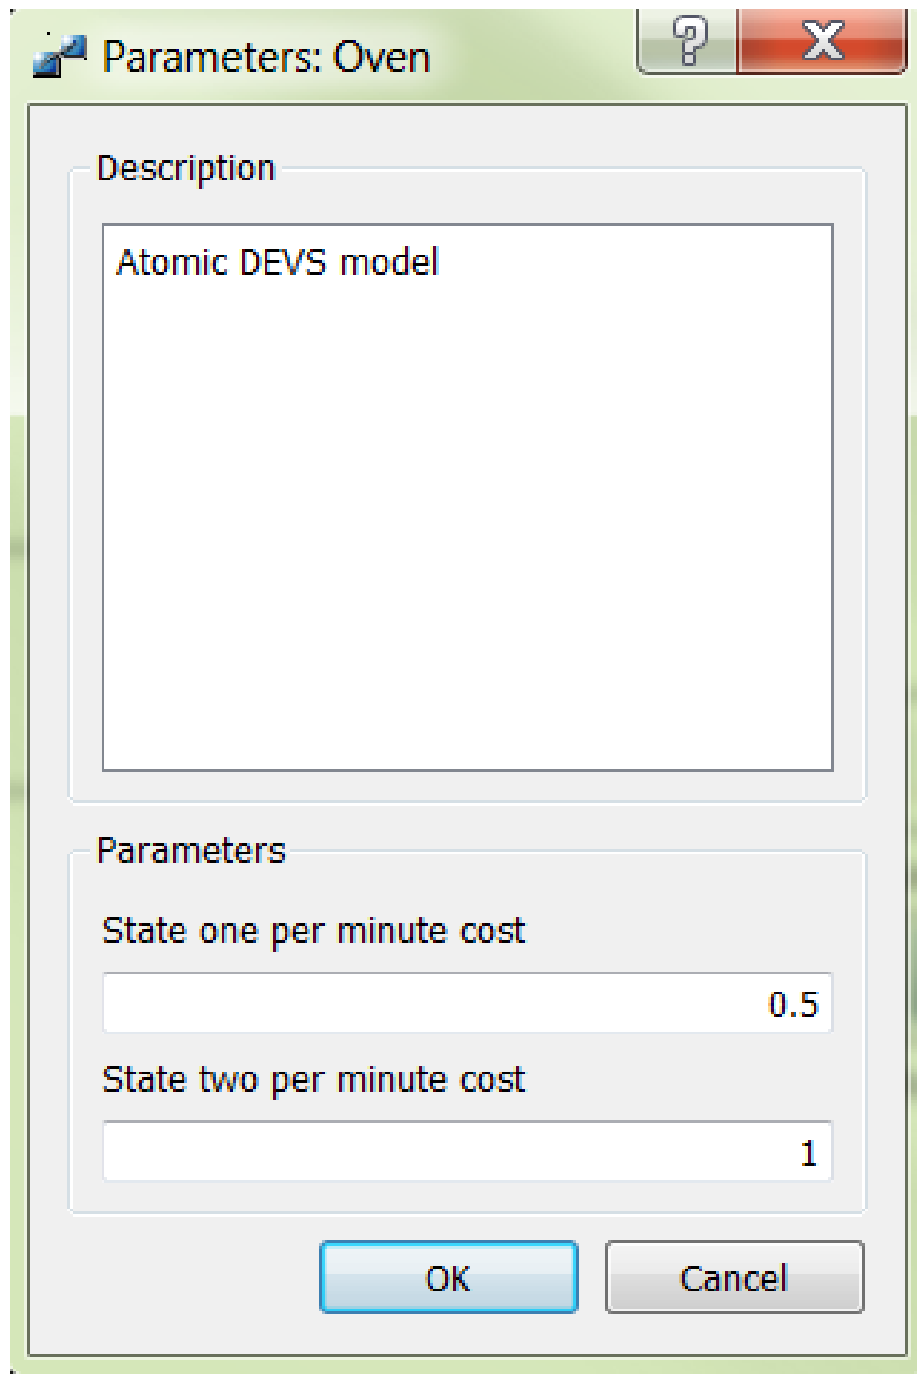 Parameters: Oven
Description
Atomic DEVS model
Parameters
State one per minute cost
0.5
State two per minute cost
1
OK
Cancel